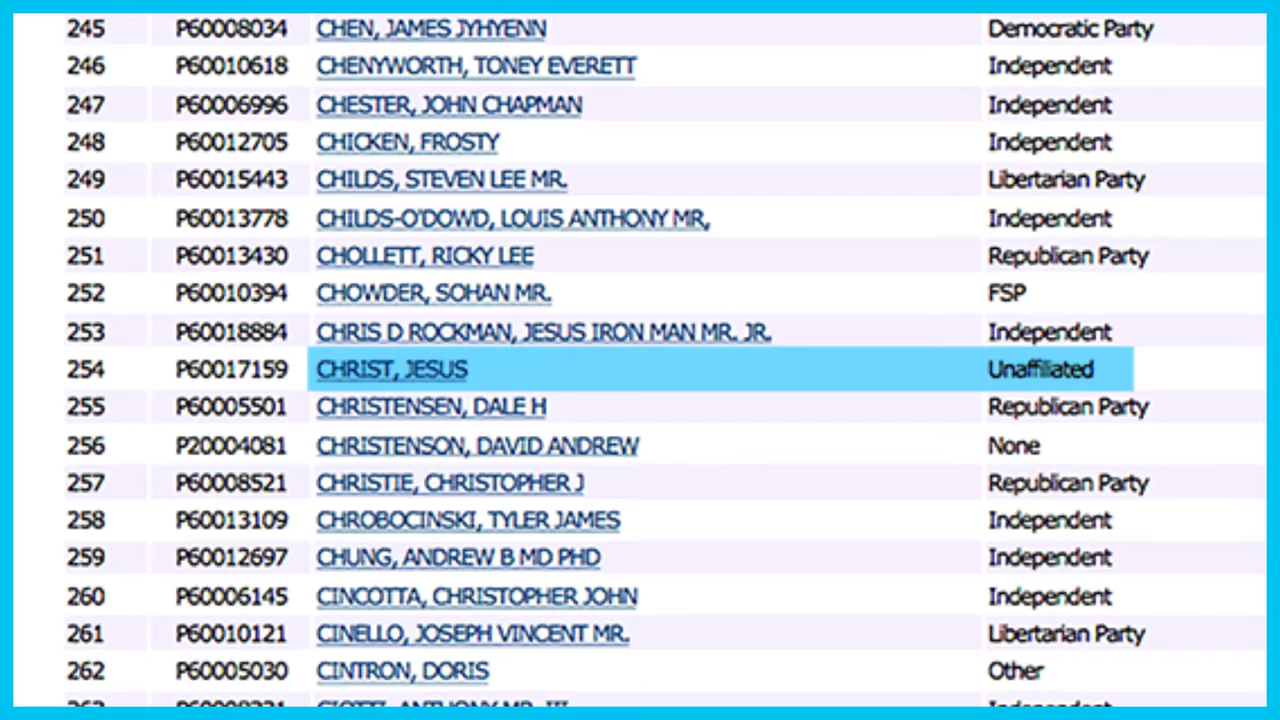 245 P60008034 CHEN, JAMES JYHYENN Democratic Party
246 P60010618 CHENYWORTH, TONEY EVERETT Independent
247 P60006996 CHESTER, JOHN CHAPMAN Independent
248 P60012705 CHICKEN, FROSTY Independent
249 P60015443 CHILDS, STEVEN LEE MR. Libertarian Party
250 P60013778 CHILDS-O'DOWD, LOUIS ANTHONY MR, Independent
251 P60013430 CHOLLETT, RICKY LEE Republican Party
252 P60010394 CHOWDER, SOHAN MR. FSP
253 P60018884 CHRIS D ROCKMAN, JESUS IRON MAN MR. JR. Independent
254 P60017159 CHRIST, JESUS Unaffiliated
255 P60005501 CHRISTENSEN, DALE H Republican Party
256 P20004081 CHRISTENSON, DAVID ANDREW None
257 P60008521 CHRISTIE, CHRISTOPHER J Republican Party
258 P60013109 CHROBOCINSKI, TYLER JAMES Independent
259 P60012697 CHUNG, ANDREW B MD PHD Independent
260 P60006145 CINCOTTA, CHRISTOPHER JOHN Independent
261 P60010121 CINELLO, JOSEPH VINCENT MR. Libertarian Party
262 P60005030 CINTRON, DORIS Other